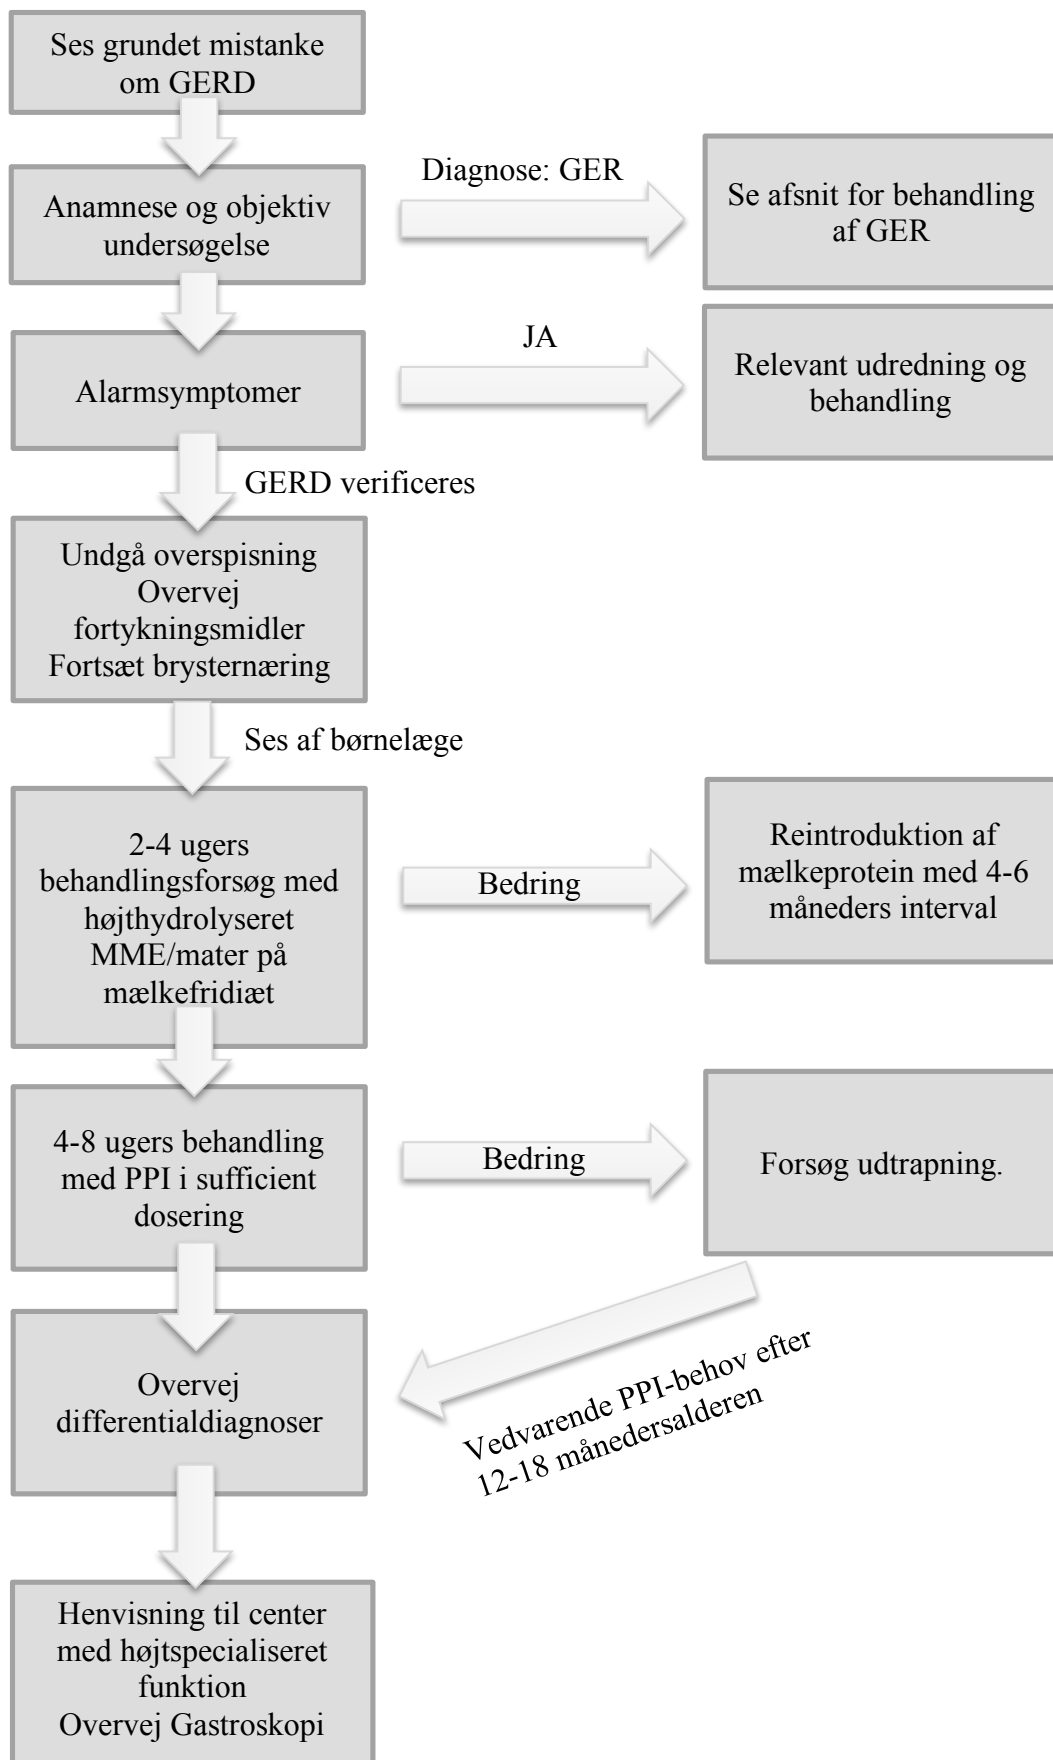 Ses grundet mistanke
om GERD
Anamnese og objektiv
undersøgelse
Diagnose: GER
Se afsnit for behandling
af GER
Alarmsymptomer
JA
Relevant udredning og
behandling
GERD verificeres
Undgå overspisning
Overvej
fortykningsmidler
Fortsæt brysternæring
Ses af børnelæge
2-4 ugers
behandlingsforsøg med
højthydrolyseret
MME/mater på
mælkefridiæt
Bedring
Reintroduktion af
mælkeprotein med 4-6
måneders interval
4-8 ugers behandling
med PPI i sufficient
dosering
Bedring
Forsøg udtrapning.
Vedvarende PPI-behov efter
12-18 månedersalderen
Overvej
differentialdiagnoser
Henvisning til center
med højtspecialiseret
funktion
Overvej Gastroskopi